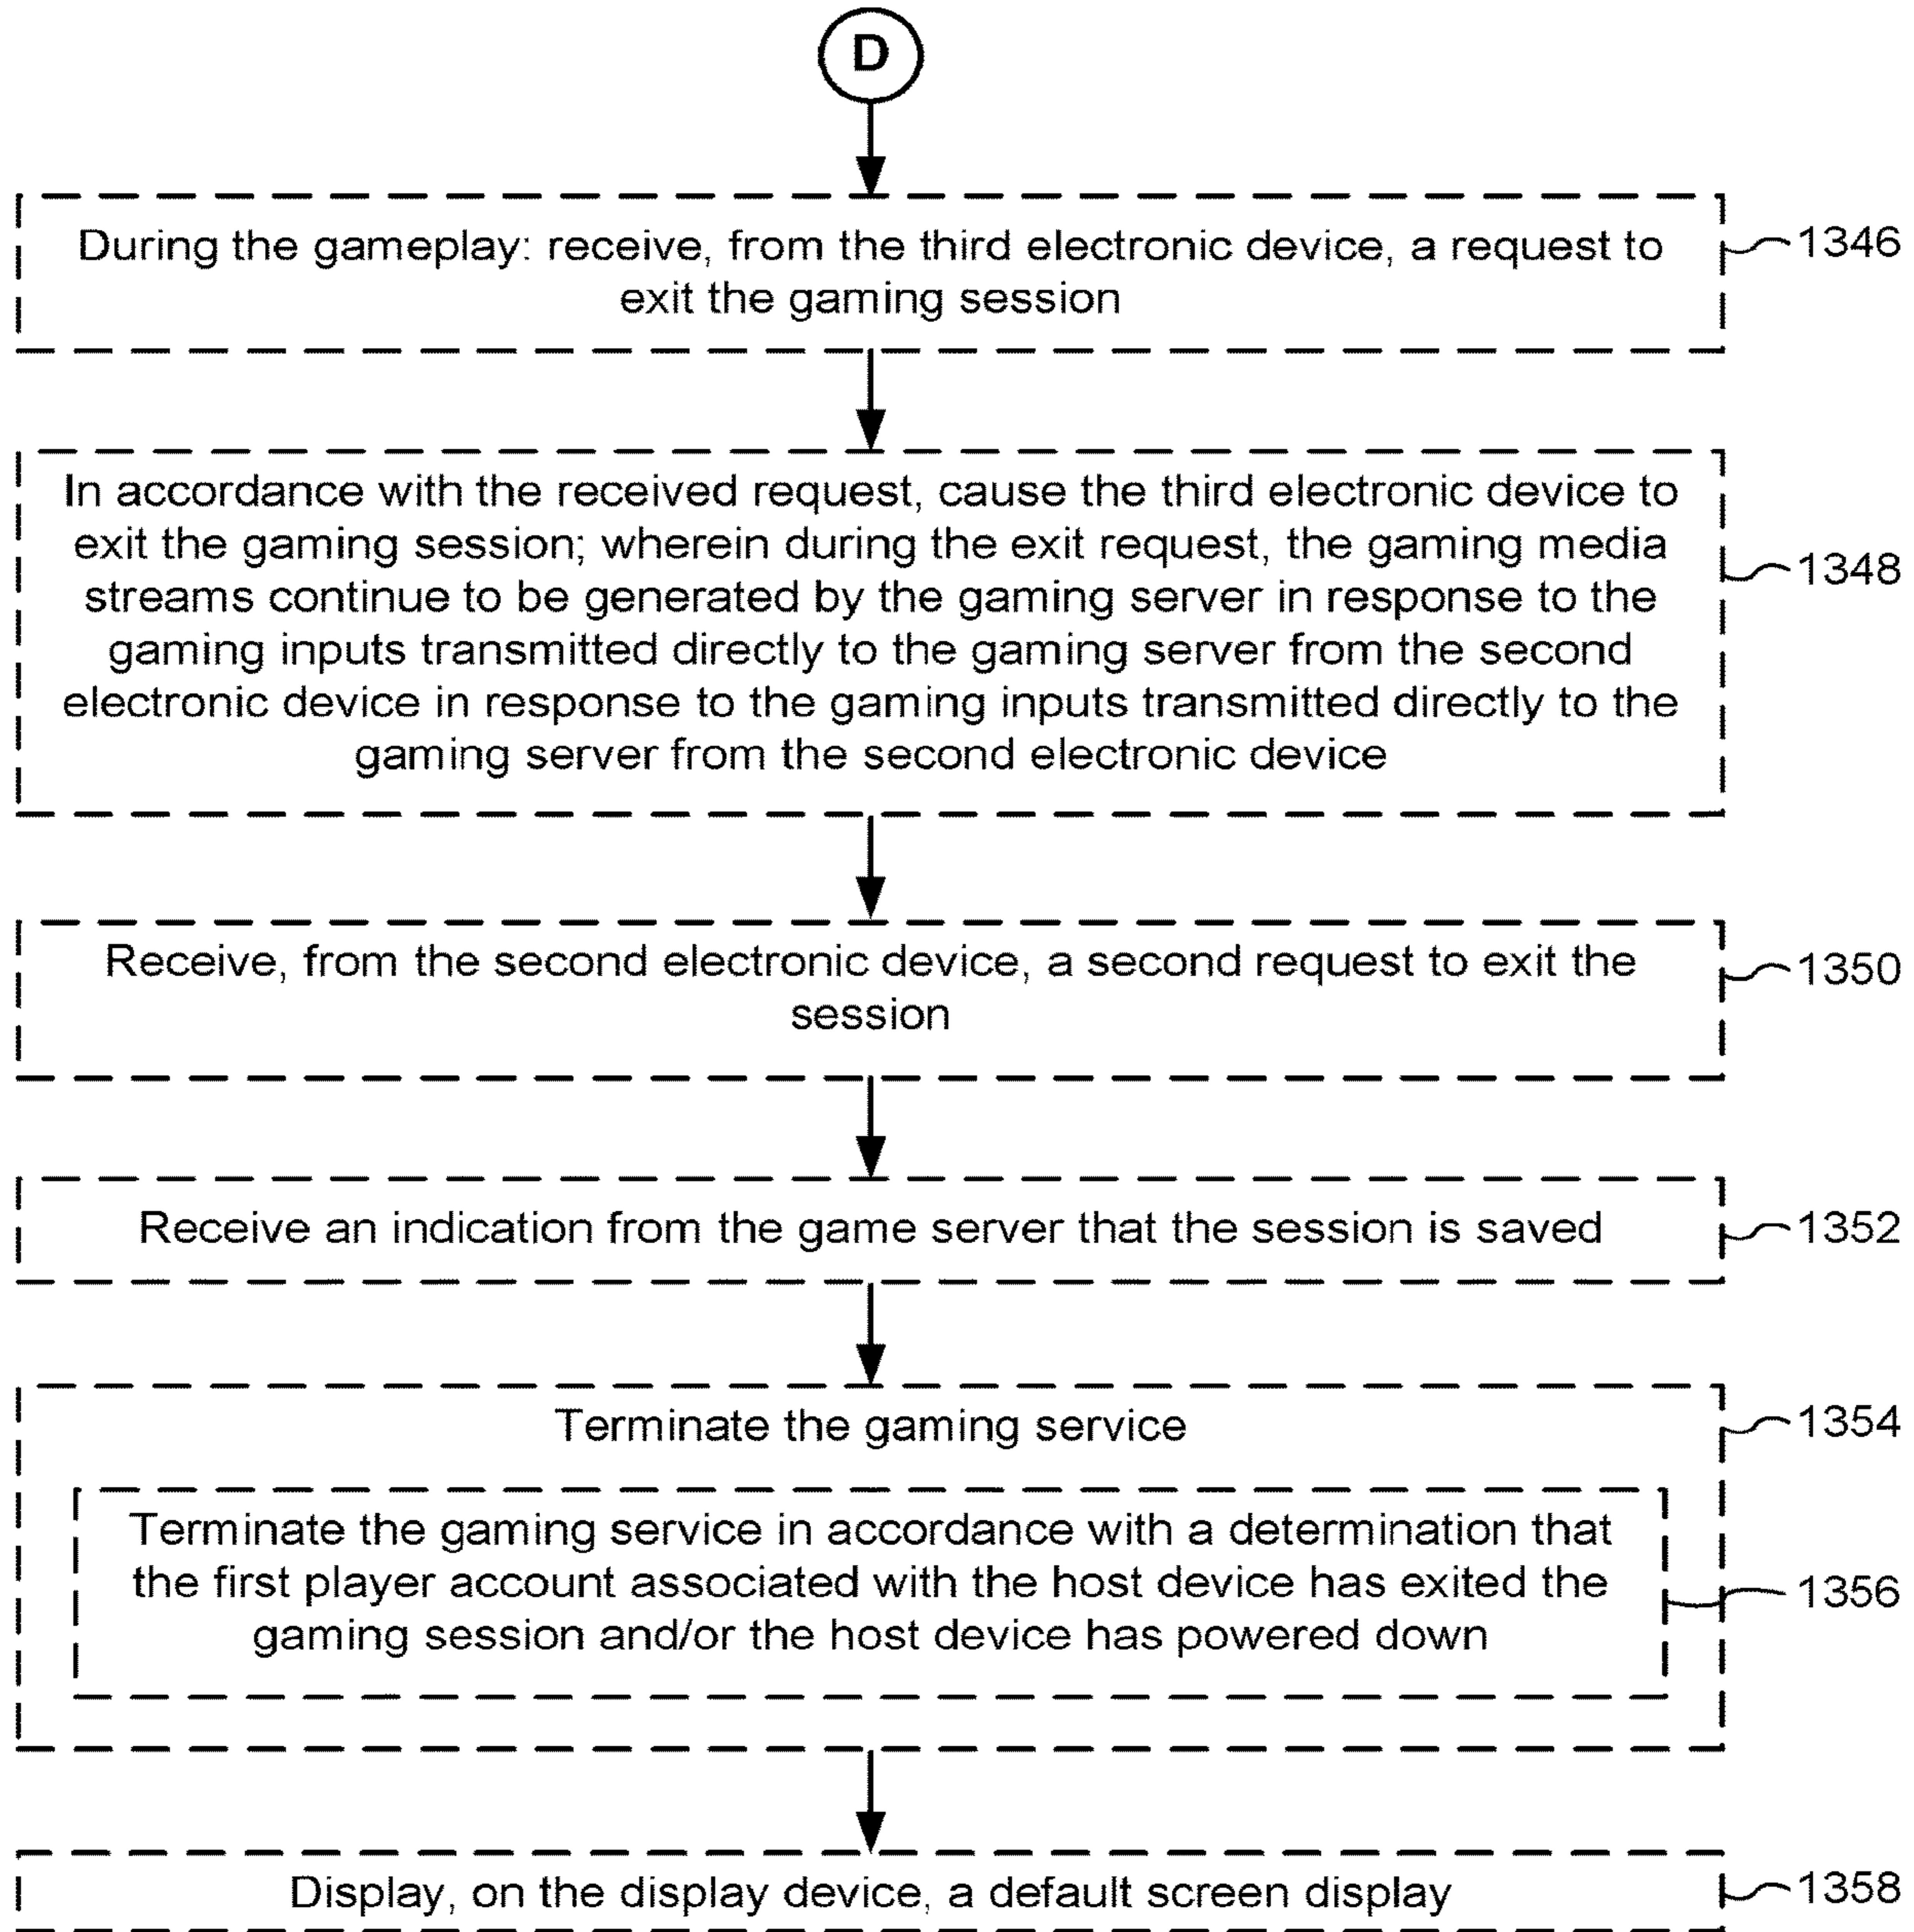 D
During the gameplay: receive, from the third electronic device, a request to
exit the gaming session
1346
In accordance with the received request, cause the third electronic device to
exit the gaming session; wherein during the exit request, the gaming media
streams continue to be generated by the gaming server in response to the
gaming inputs transmitted directly to the gaming server from the second
electronic device in response to the gaming inputs transmitted directly to the
gaming server from the second electronic device
1348
Receive, from the second electronic device, a second request to exit the
session
1350
Receive an indication from the game server that the session is saved
1352
Terminate the gaming service
1354
Terminate the gaming service in accordance with a determination that
the first player account associated with the host device has exited the
gaming session and/or the host device has powered down
1356
Display, on the display device, a default screen display
1358